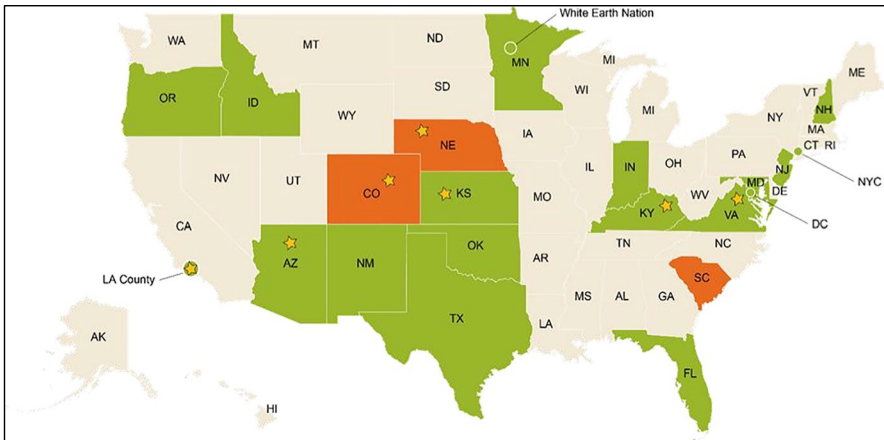 White Earth Nation
WA
MT
ND
MN
MI
ME
OR
ID
SD
WI
VT
NH
WY
MI
NY
MA
CT RI
IA
NE
PA
NJ
NYC
NV
UT
CO
KS
IL
IN
OH
WV
MD
DE
MO
KY
VA
DC
CA
LA County
AZ
NM
OK
AR
TN
NC
SC
MS
AL
GA
TX
LA
AK
FL
HI